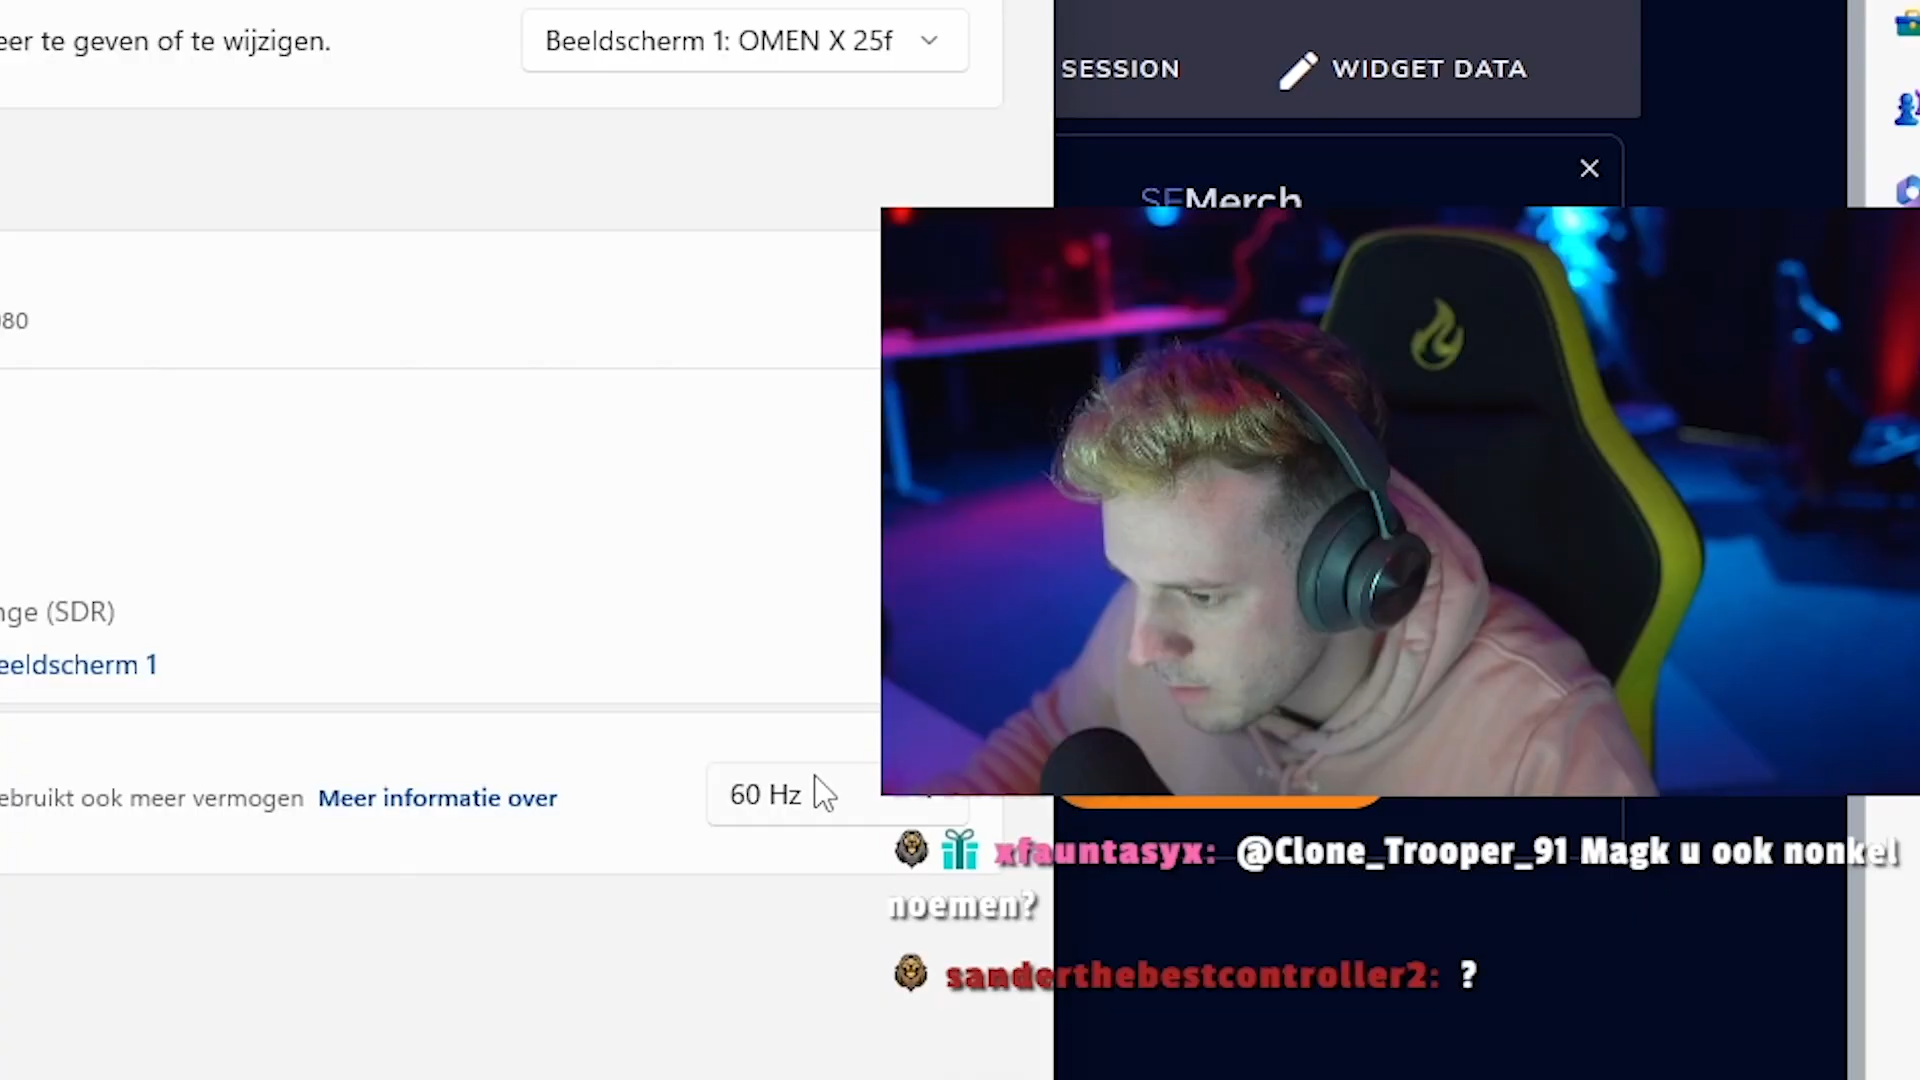 eer te geven of te wijzigen.
Beeldscherm 1: OMEN X 25f
SESSION
WIDGET DATA
SEMerch
080
nge (SDR)
eeldscherm 1
ebruikt ook meer vermogen Meer informatie over
60 Hz
xfauntasyx: @Clone_Trooper_91 Magk u ook nonkel
noemen?
sanderthebestcontroller2: ?